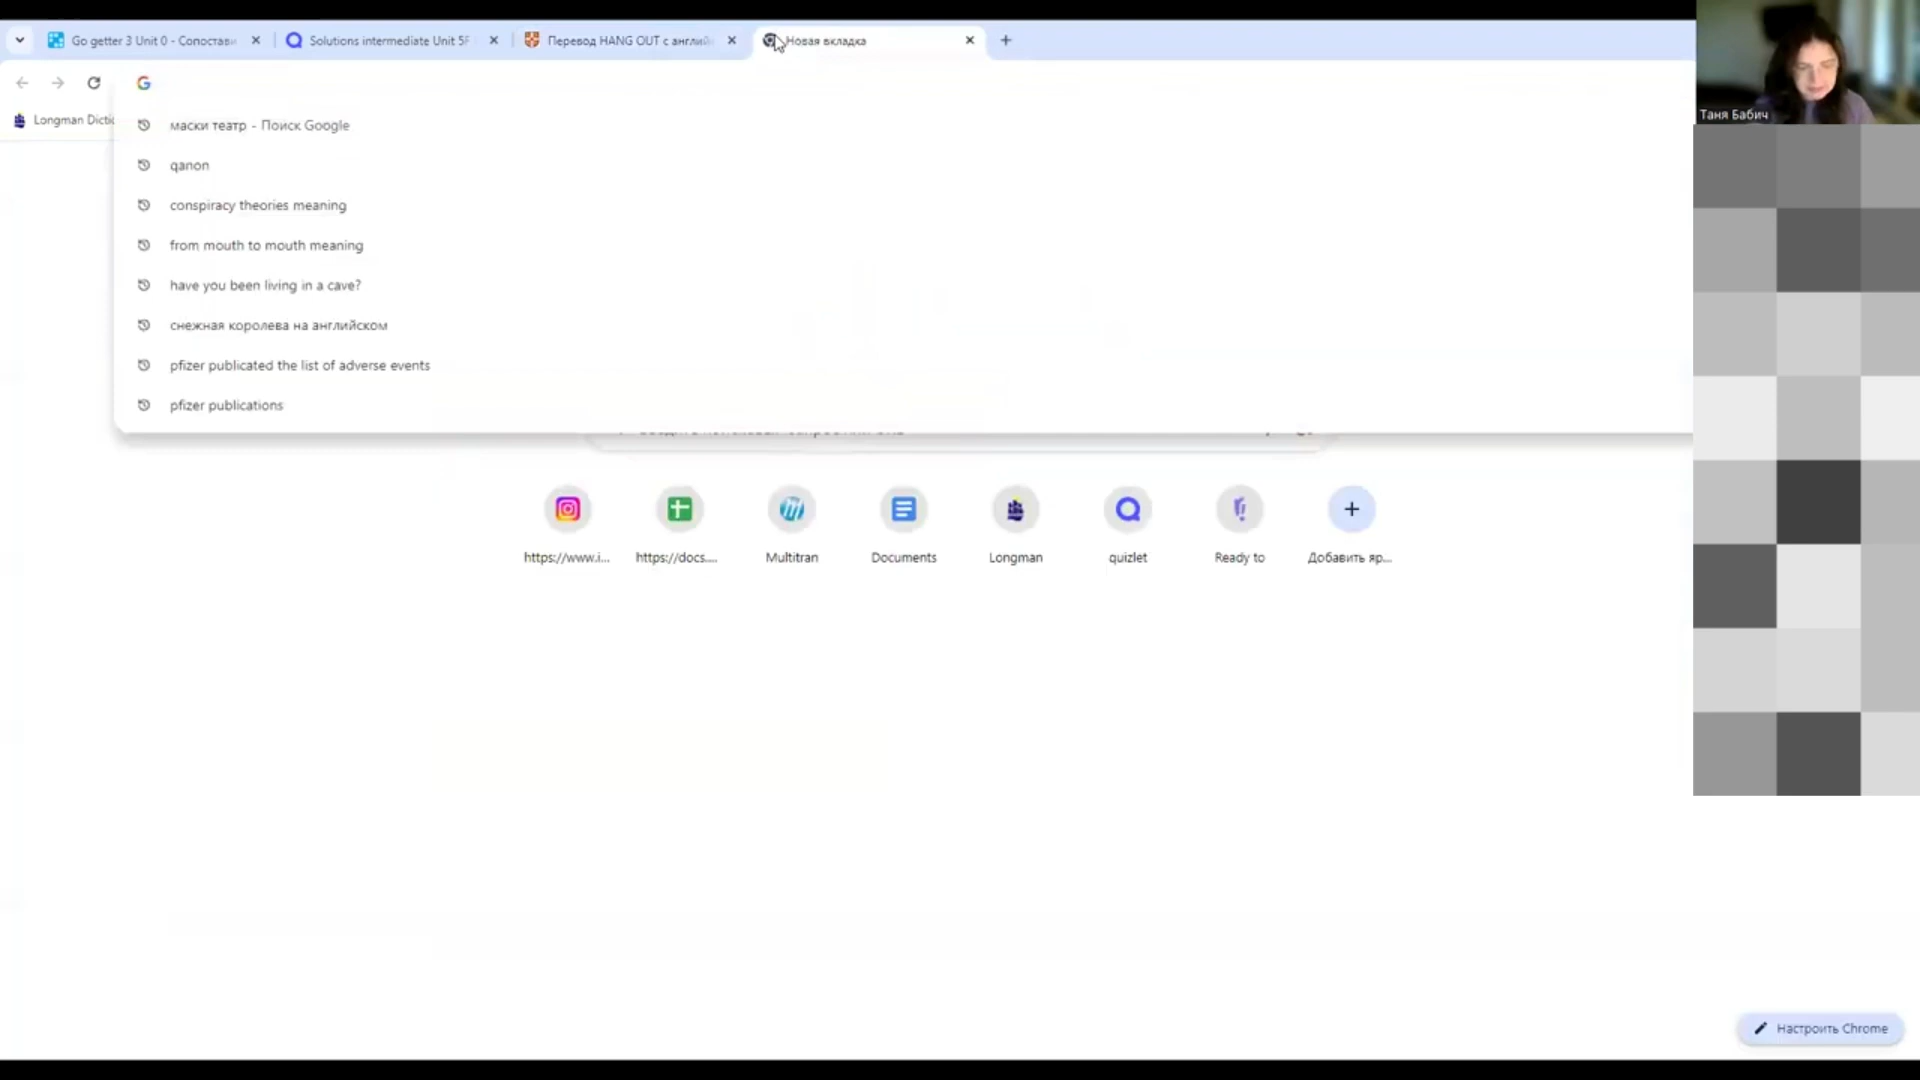 Go getter 3 Unit 0 - Сопостави
Solutions intermediate Unit 5F
Перевод HANG OUT с англий
Новая вкладка
Таня Бабич
Longman Dictio
маски театр - Поиск Google
qanon
conspiracy theories meaning
from mouth to mouth meaning
have you been living in a cave?
снежная королева на английском
pfizer publicated the list of adverse events
pfizer publications
https://www.i...
https://docs....
Multitran
Documents
Longman
quizlet
Ready to
Добавить яр...
Настроить Chrome